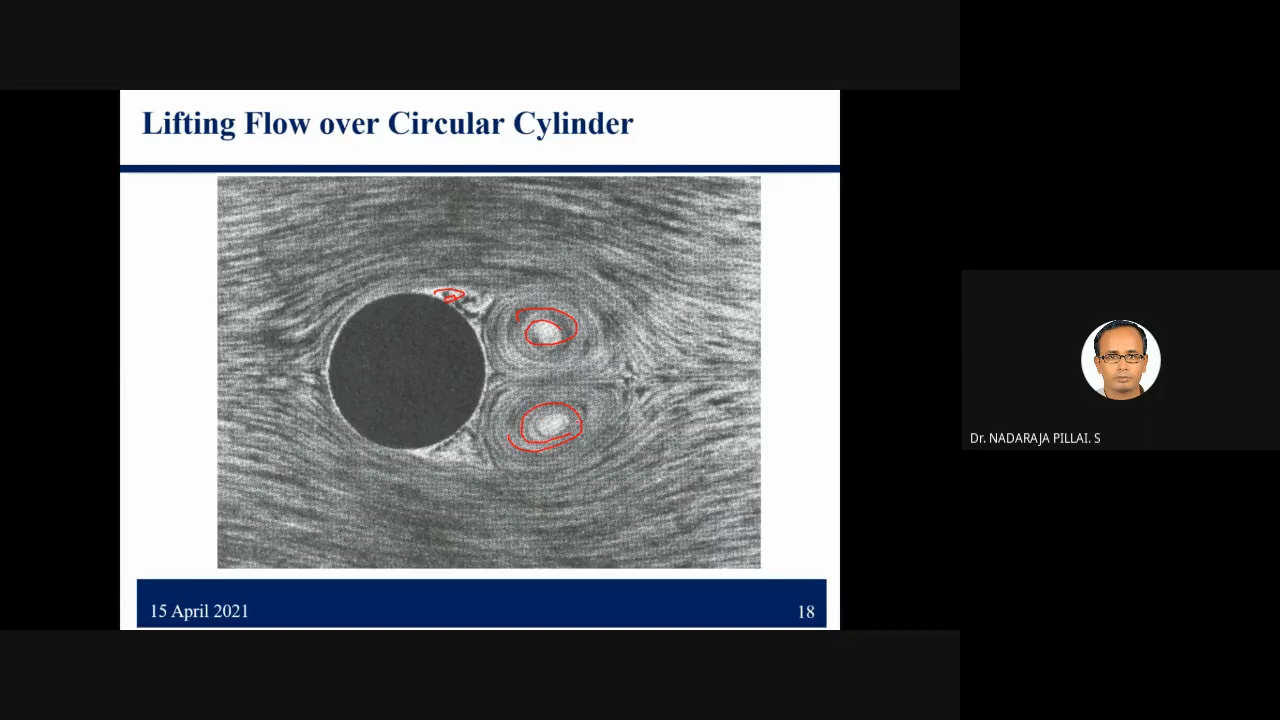 Lifting Flow over Circular Cylinder
15 April 2021
18
Dr. NADARAJA PILLAI. S